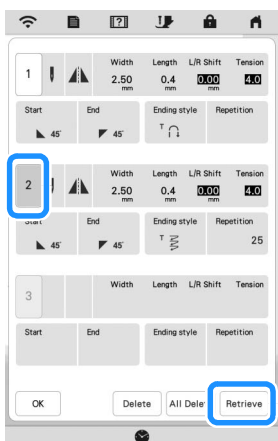 Width Length L/R Shift Tension
1 2.50 0.4 0.00 4.0
mm mm mm
Start End Ending style Repetition
45° 45° T
Width Length L/R Shift Tension
2 2.50 0.4 0.00 4.0
mm mm mm
Start End Ending style Repetition
45° 45° T 25
Width Length L/R Shift Tension
3
Start End Ending style Repetition
OK Delete All Delet Retrieve